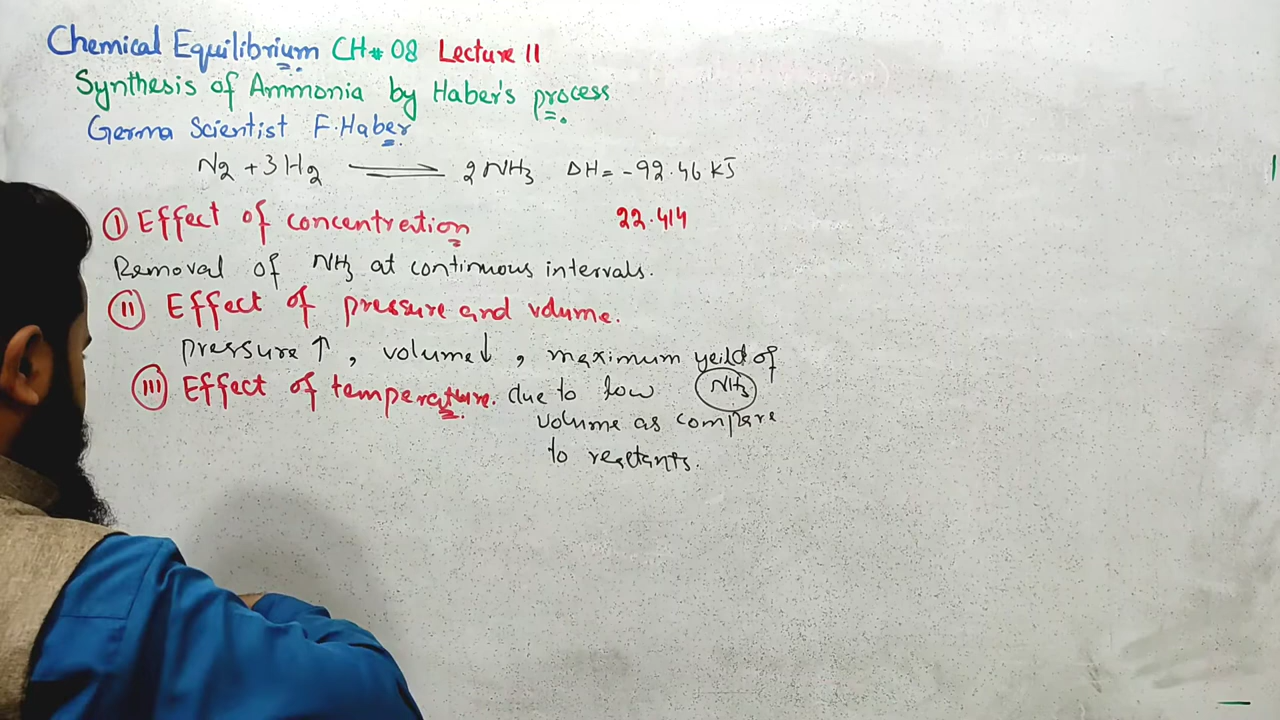 Chemical Equilibrium CH# 08 Lecture 11
Synthesis of Ammonia by Haber's process
Germa Scientist F.Haber
N2 + 3H2 ⇌ 2NH3 ΔH = -92.46 kJ
(I) Effect of concentration 22.414
Removal of NH3 at continuous intervals.
(II) Effect of pressure and volume.
pressure ↑, volume ↓, maximum yeild of
(III) Effect of temperature. due to low NH3
volume as compare
to reactants.